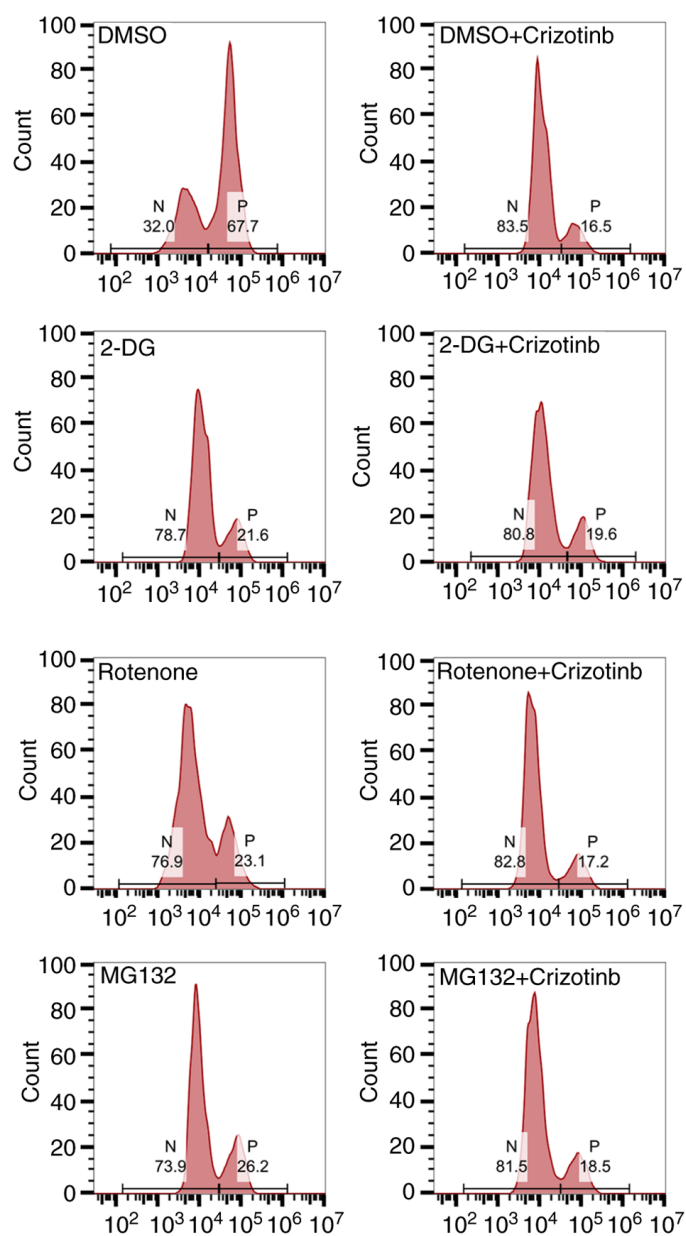 DMSO
Count
100
80
60
40
20
0
N
32.0
P
67.7
10² 10³ 10⁴ 10⁵ 10⁶ 10⁷
DMSO+Crizotinb
Count
100
80
60
40
20
0
N
83.5
P
16.5
10² 10³ 10⁴ 10⁵ 10⁶ 10⁷
2-DG
Count
100
80
60
40
20
0
N
78.7
P
21.6
10² 10³ 10⁴ 10⁵ 10⁶ 10⁷
2-DG+Crizotinb
Count
100
80
60
40
20
0
N
80.8
P
19.6
10² 10³ 10⁴ 10⁵ 10⁶ 10⁷
Rotenone
Count
100
80
60
40
20
0
N
76.9
P
23.1
10² 10³ 10⁴ 10⁵ 10⁶ 10⁷
Rotenone+Crizotinb
Count
100
80
60
40
20
0
N
82.8
P
17.2
10² 10³ 10⁴ 10⁵ 10⁶ 10⁷
MG132
Count
100
80
60
40
20
0
N
73.9
P
26.2
10² 10³ 10⁴ 10⁵ 10⁶ 10⁷
MG132+Crizotinb
Count
100
80
60
40
20
0
N
81.5
P
18.5
10² 10³ 10⁴ 10⁵ 10⁶ 10⁷